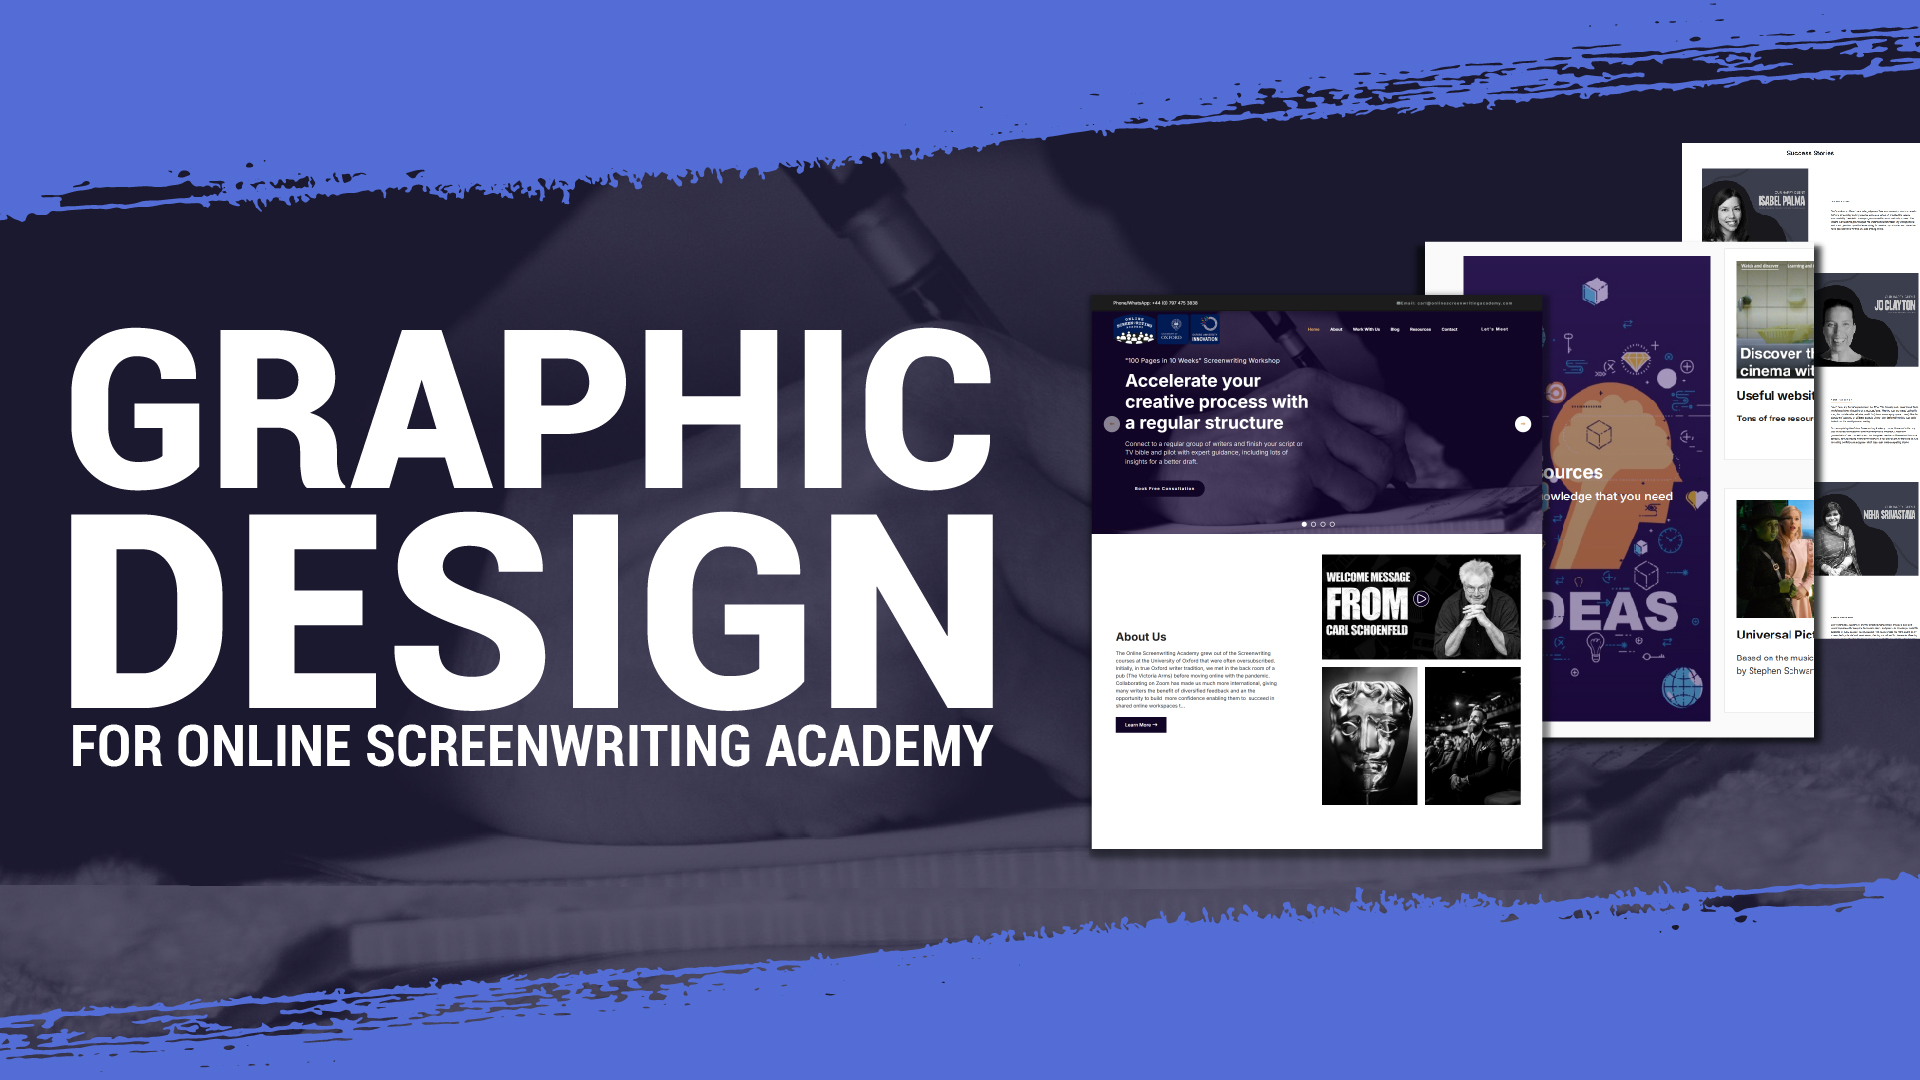 GRAPHIC
DESIGN
FOR ONLINE SCREENWRITING ACADEMY
Phone/WhatsApp: +44 (0) 797 475 3838
Email: carl@onlinescreenwritingacademy.com
ONLINE
SCREEN-WRITING
ACADEMY
OXFORD
INNOVATION
Home About Work With Us Blog Resources Contact Let's Meet
"100 Pages in 10 Weeks" Screenwriting Workshop
Accelerate your
creative process with
a regular structure
Connect to a regular group of writers and finish your script or
TV bible and pilot with expert guidance, including lots of
insights for a better draft.
Book Free Consultation
WELCOME MESSAGE
FROM
CARL SCHOENFELD
About Us
The Online Screenwriting Academy grew out of the Screenwriting
courses at the University of Oxford that were often oversubscribed.
Initially, in true Oxford writer tradition, we met in the back room of a
pub (The Victoria Arms) before moving online with the pandemic.
Collaborating on Zoom has made us much more international, giving
many writers the benefit of diversified feedback and an the
opportunity to build more confidence enabling them to succeed in
shared online workspaces t...
Learn More →
ources
owledge that you need
DEAS
Watch and discover
Discover th
cinema wit
Useful websit
Tons of free resour
Universal Pict
Based on the music
by Stephen Schwar
Success Stories
ISABEL PALMA
JO CLAYTON
NEHA SRIVASTAVA